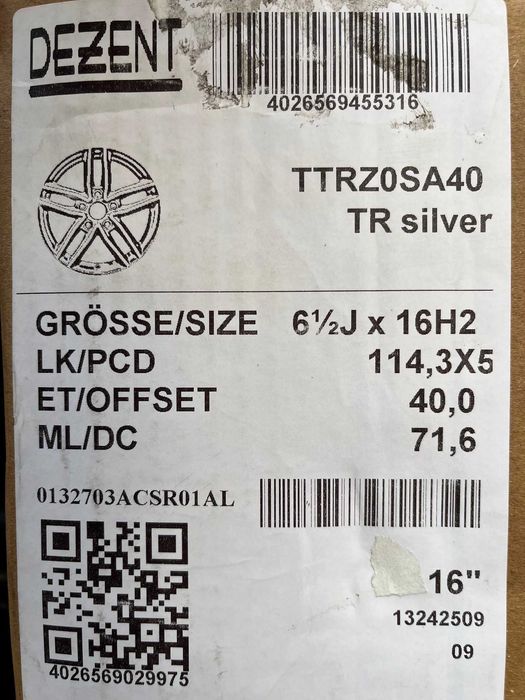 DEZENT
4026569455316
TTRZ0SA40
TR silver
GRÖSSE/SIZE 6½J x 16H2
LK/PCD 114,3X5
ET/OFFSET 40,0
ML/DC 71,6
0132703ACSR01AL
16"
13242509
09
4026569029975